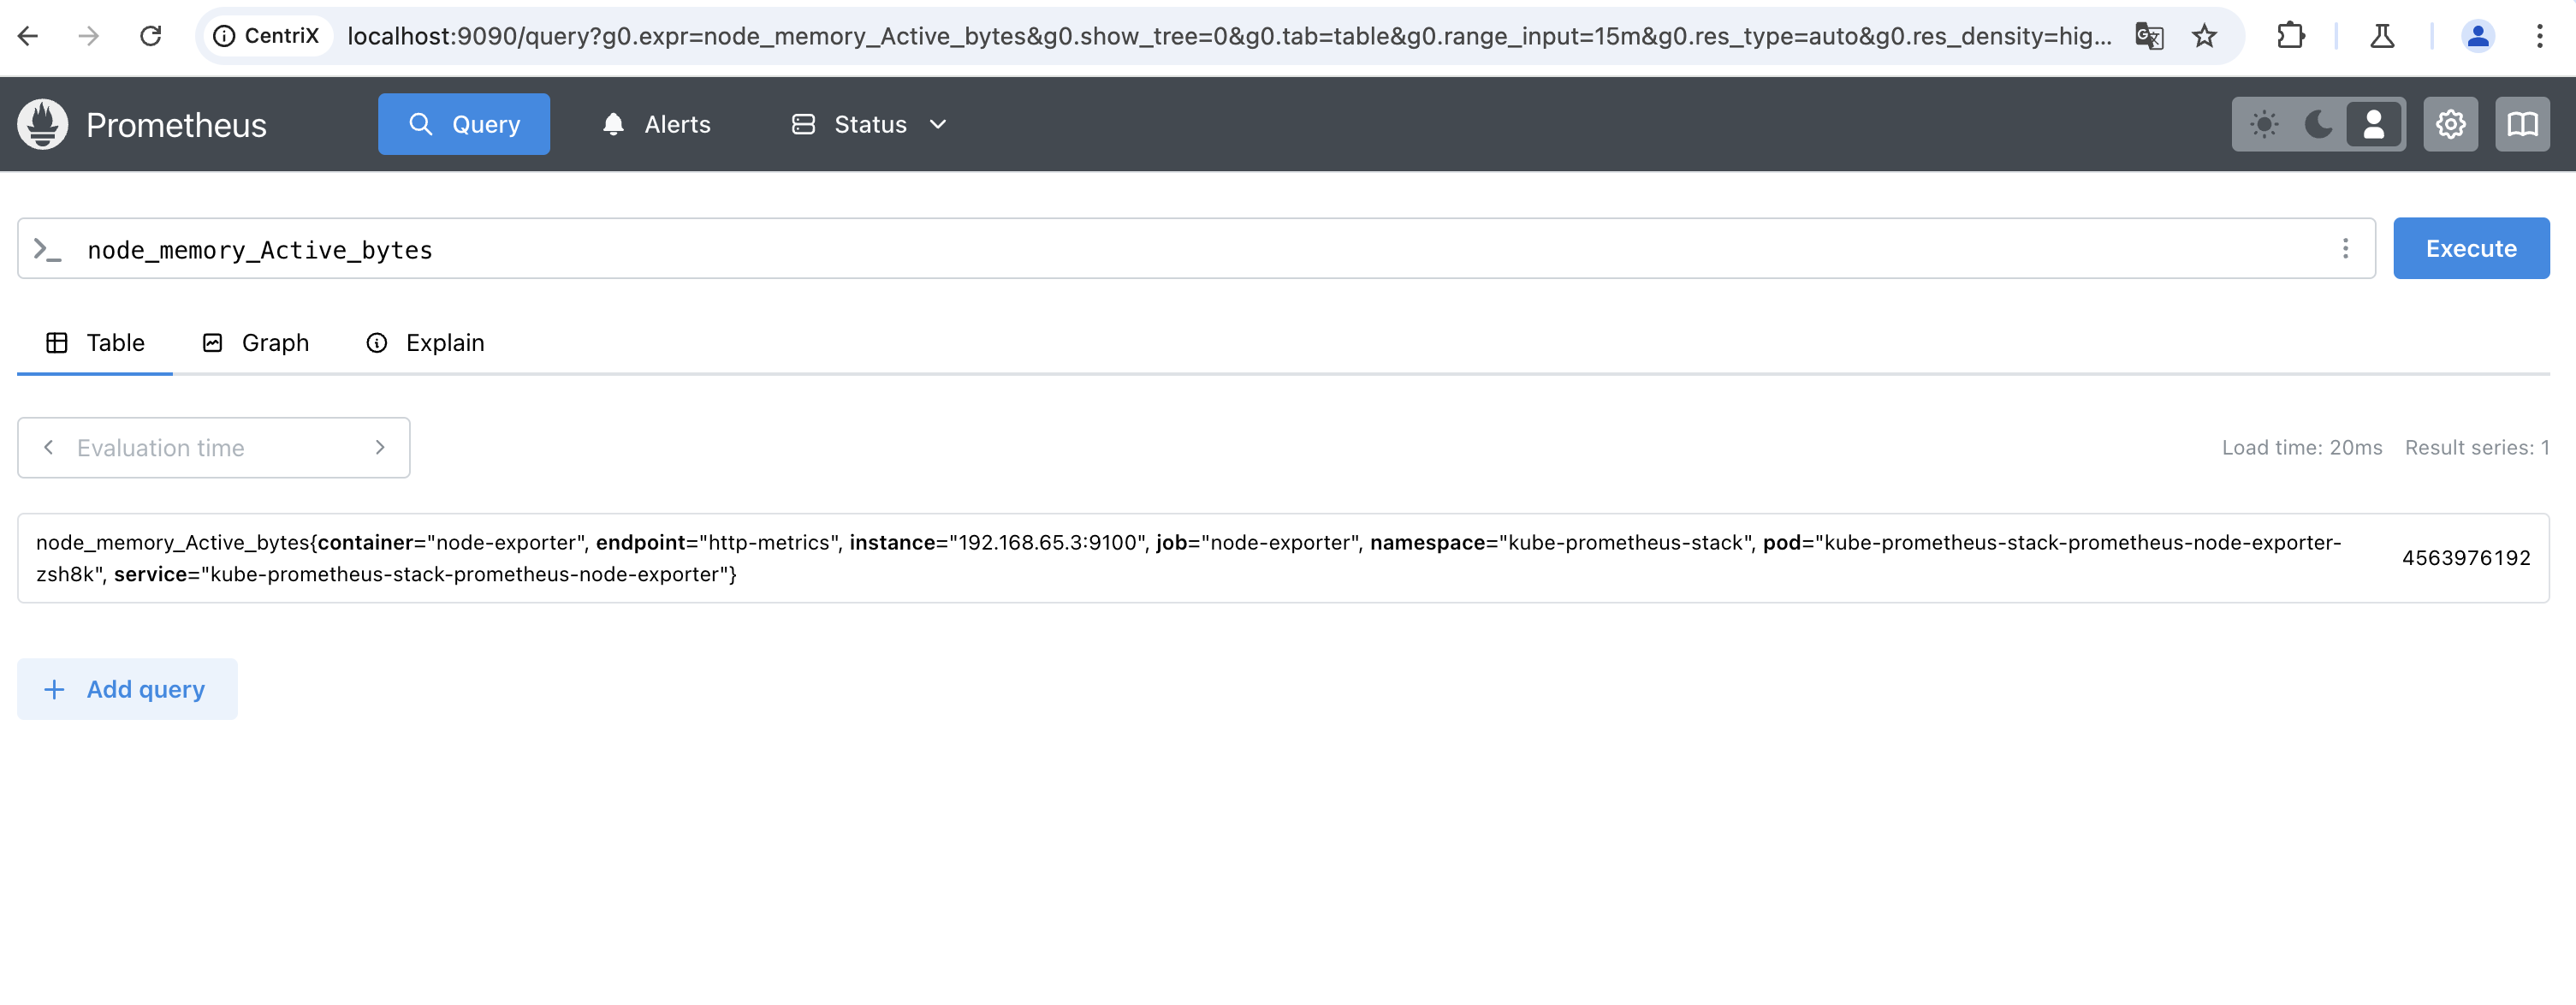 CentriX localhost:9090/query?g0.expr=node_memory_Active_bytes&g0.show_tree=0&g0.tab=table&g0.range_input=15m&g0.res_type=auto&g0.res_density=hig...
Prometheus Query Alerts Status
node_memory_Active_bytes Execute
Table Graph Explain
Evaluation time Load time: 20ms Result series: 1
node_memory_Active_bytes{container="node-exporter", endpoint="http-metrics", instance="192.168.65.3:9100", job="node-exporter", namespace="kube-prometheus-stack", pod="kube-prometheus-stack-prometheus-node-exporter-
zsh8k", service="kube-prometheus-stack-prometheus-node-exporter"} 4563976192
Add query